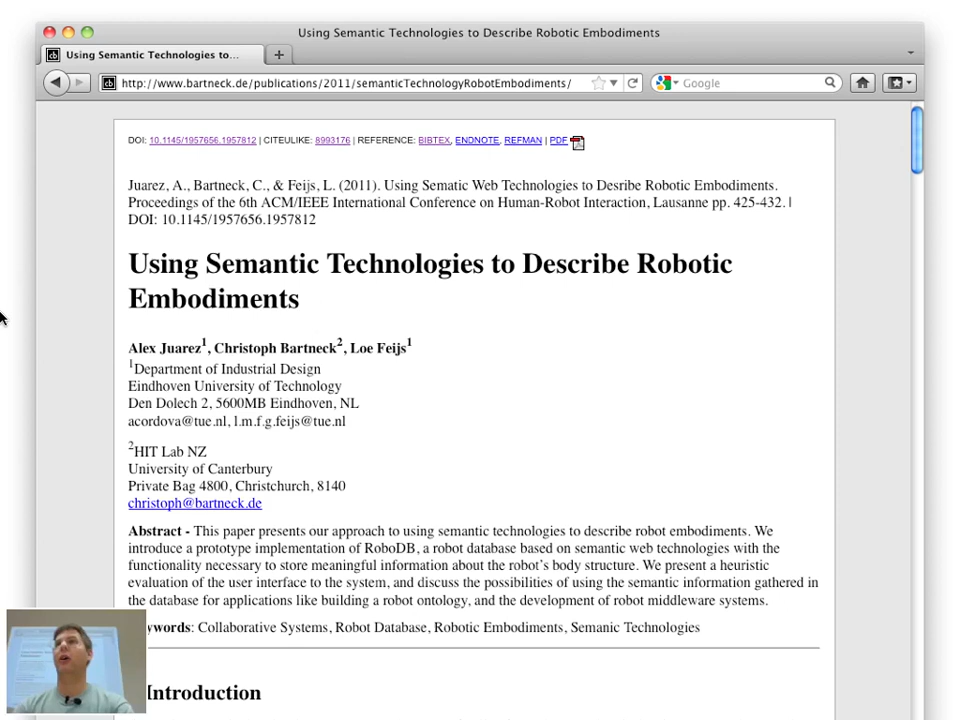 Using Semantic Technologies to Describe Robotic Embodiments
Using Semantic Technologies to...
http://www.bartneck.de/publications/2011/semanticTechnologyRobotEmbodiments/
Google
DOI: 10.1145/1957656.1957812 | CITEULIKE: 8993176 | REFERENCE: BIBTEX, ENDNOTE, REFMAN | PDF
Juarez, A., Bartneck, C., & Feijs, L. (2011). Using Sematic Web Technologies to Desribe Robotic Embodiments.
Proceedings of the 6th ACM/IEEE International Conference on Human-Robot Interaction, Lausanne pp. 425-432. |
DOI: 10.1145/1957656.1957812
Using Semantic Technologies to Describe Robotic
Embodiments
Alex Juarez1, Christoph Bartneck2, Loe Feijs1
1Department of Industrial Design
Eindhoven University of Technology
Den Dolech 2, 5600MB Eindhoven, NL
acordova@tue.nl, l.m.f.g.feijs@tue.nl
2HIT Lab NZ
University of Canterbury
Private Bag 4800, Christchurch, 8140
christoph@bartneck.de
Abstract - This paper presents our approach to using semantic technologies to describe robot embodiments. We
introduce a prototype implementation of RoboDB, a robot database based on semantic web technologies with the
functionality necessary to store meaningful information about the robot's body structure. We present a heuristic
evaluation of the user interface to the system, and discuss the possibilities of using the semantic information gathered in
the database for applications like building a robot ontology, and the development of robot middleware systems.
ywords: Collaborative Systems, Robot Database, Robotic Embodiments, Semanic Technologies
Introduction